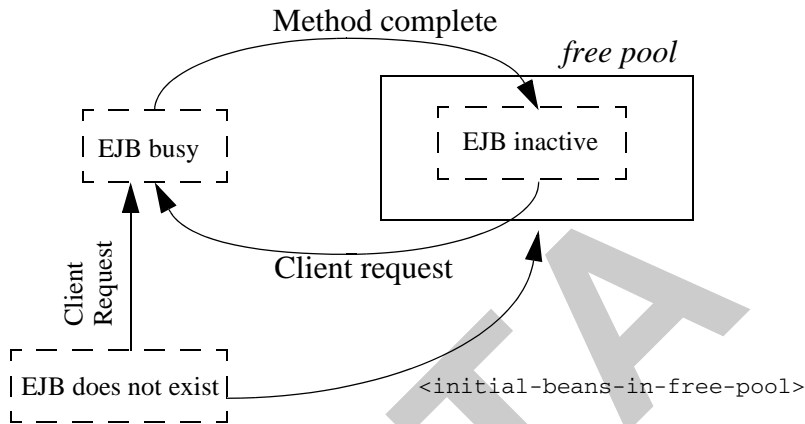 Method complete
free pool
EJB busy
EJB inactive
Client request
Client
Request
EJB does not exist
<initial-beans-in-free-pool>
TA